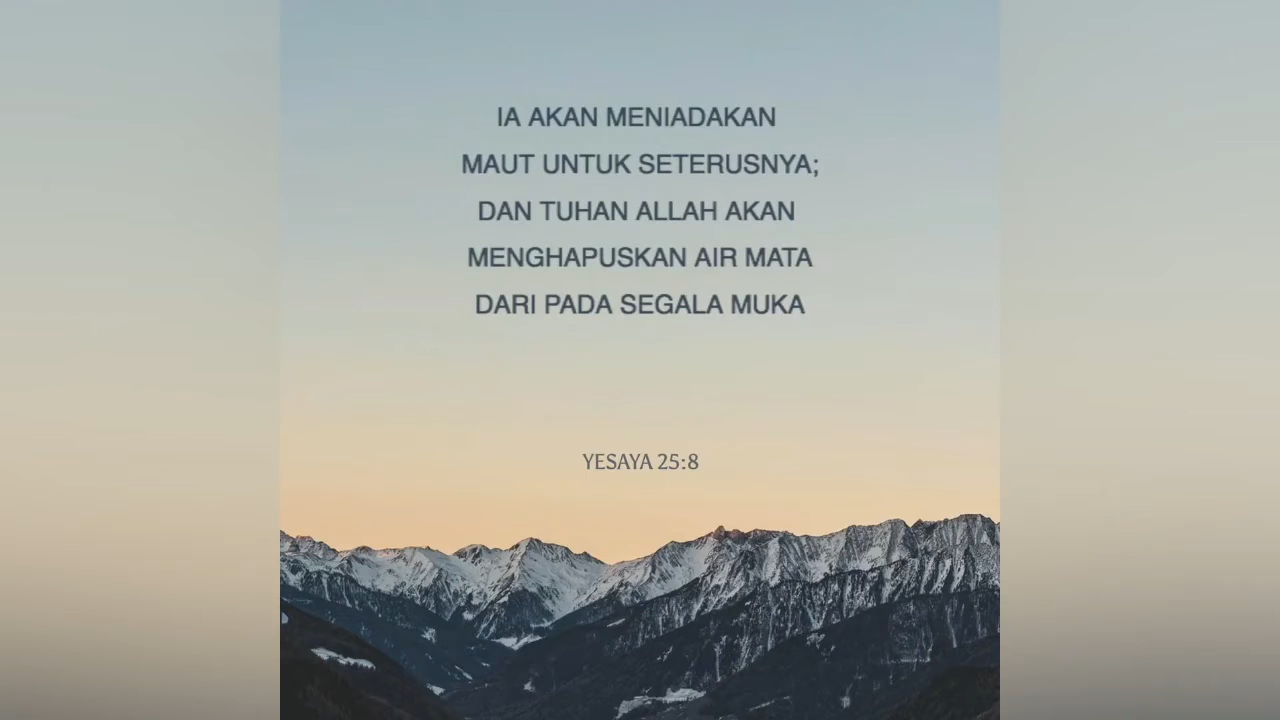 IA AKAN MENIADAKAN
MAUT UNTUK SETERUSNYA;
DAN TUHAN ALLAH AKAN
MENGHAPUSKAN AIR MATA
DARI PADA SEGALA MUKA
YESAYA 25:8